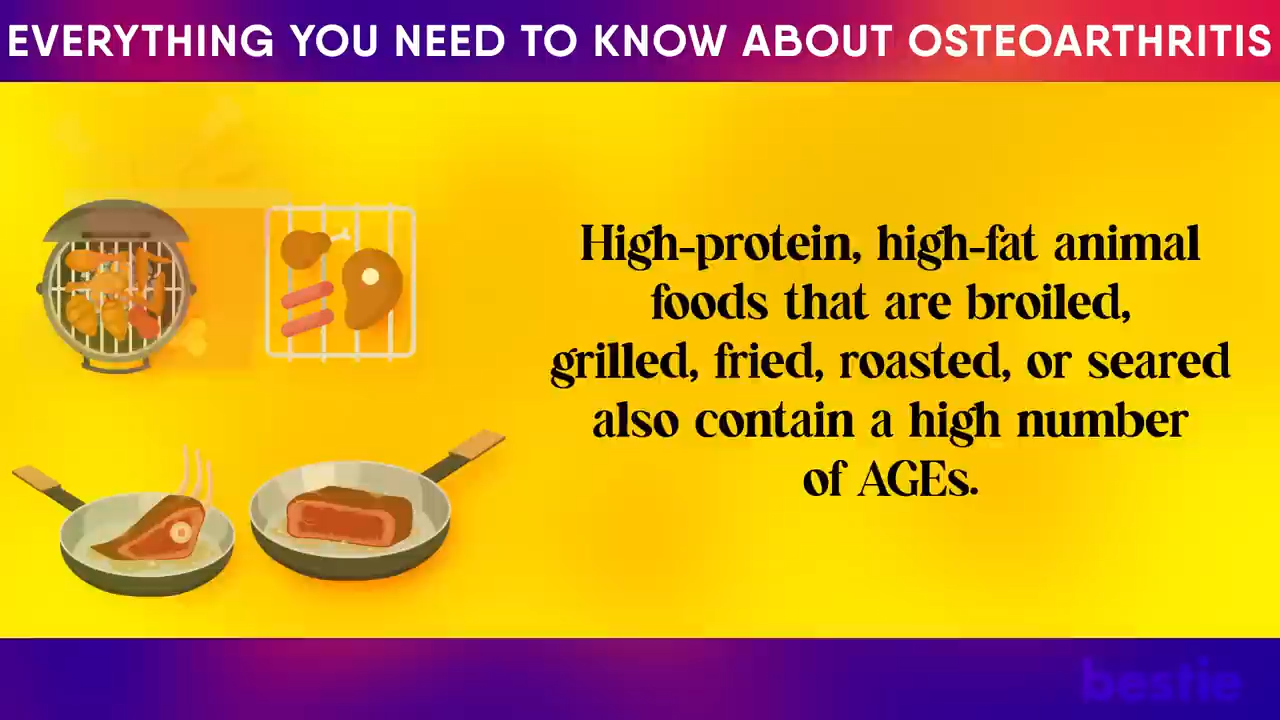 EVERYTHING YOU NEED TO KNOW ABOUT OSTEOARTHRITIS
High-protein, high-fat animal
foods that are broiled,
grilled, fried, roasted, or seared
also contain a high number
of AGEs.
bestie